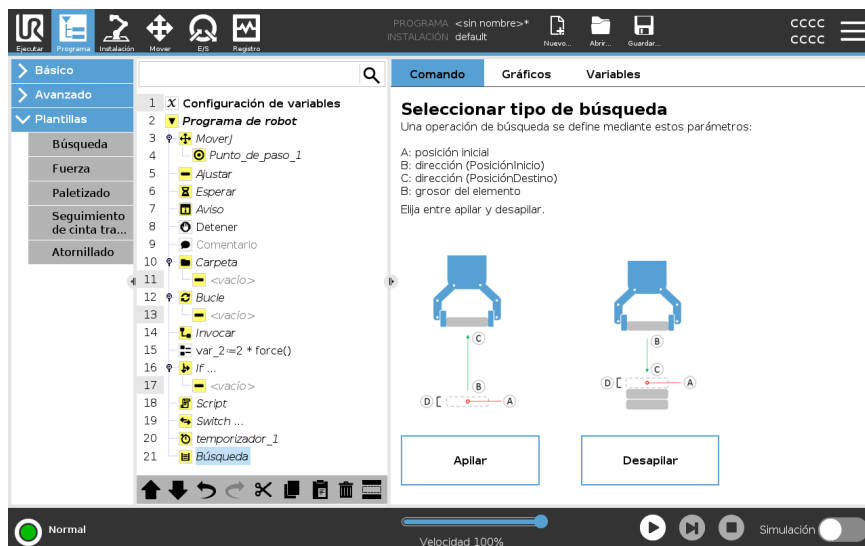 PROGRAMA <sin nombre>*
INSTALACIÓN default
Ejecutar
Programa
Instalación
Mover
E/S
Registro
Nuevo...
Abrir...
Guardar...
CCCC
CCCC
Básico
Avanzado
Plantillas
Búsqueda
Fuerza
Paletizado
Seguimiento
de cinta tra...
Atornillado
1 X Configuración de variables
2 Programa de robot
3 MoverJ
4 Punto_de_paso_1
5 Ajustar
6 Esperar
7 Aviso
8 Detener
9 Comentario
10 Carpeta
11 <vacío>
12 Bucle
13 <vacío>
14 Invocar
15 var_2:=2 * force()
16 If ...
17 <vacío>
18 Script
19 Switch ...
20 temporizador_1
21 Búsqueda
Comando
Gráficos
Variables
Seleccionar tipo de búsqueda
Una operación de búsqueda se define mediante estos parámetros:
A: posición inicial
B: dirección (PosiciónInicio)
C: dirección (PosiciónDestino)
B: grosor del elemento
Elija entre apilar y desapilar.
C
B
D
A
B
C
D
A
Apilar
Desapilar
Normal
Velocidad 100%
Simulación